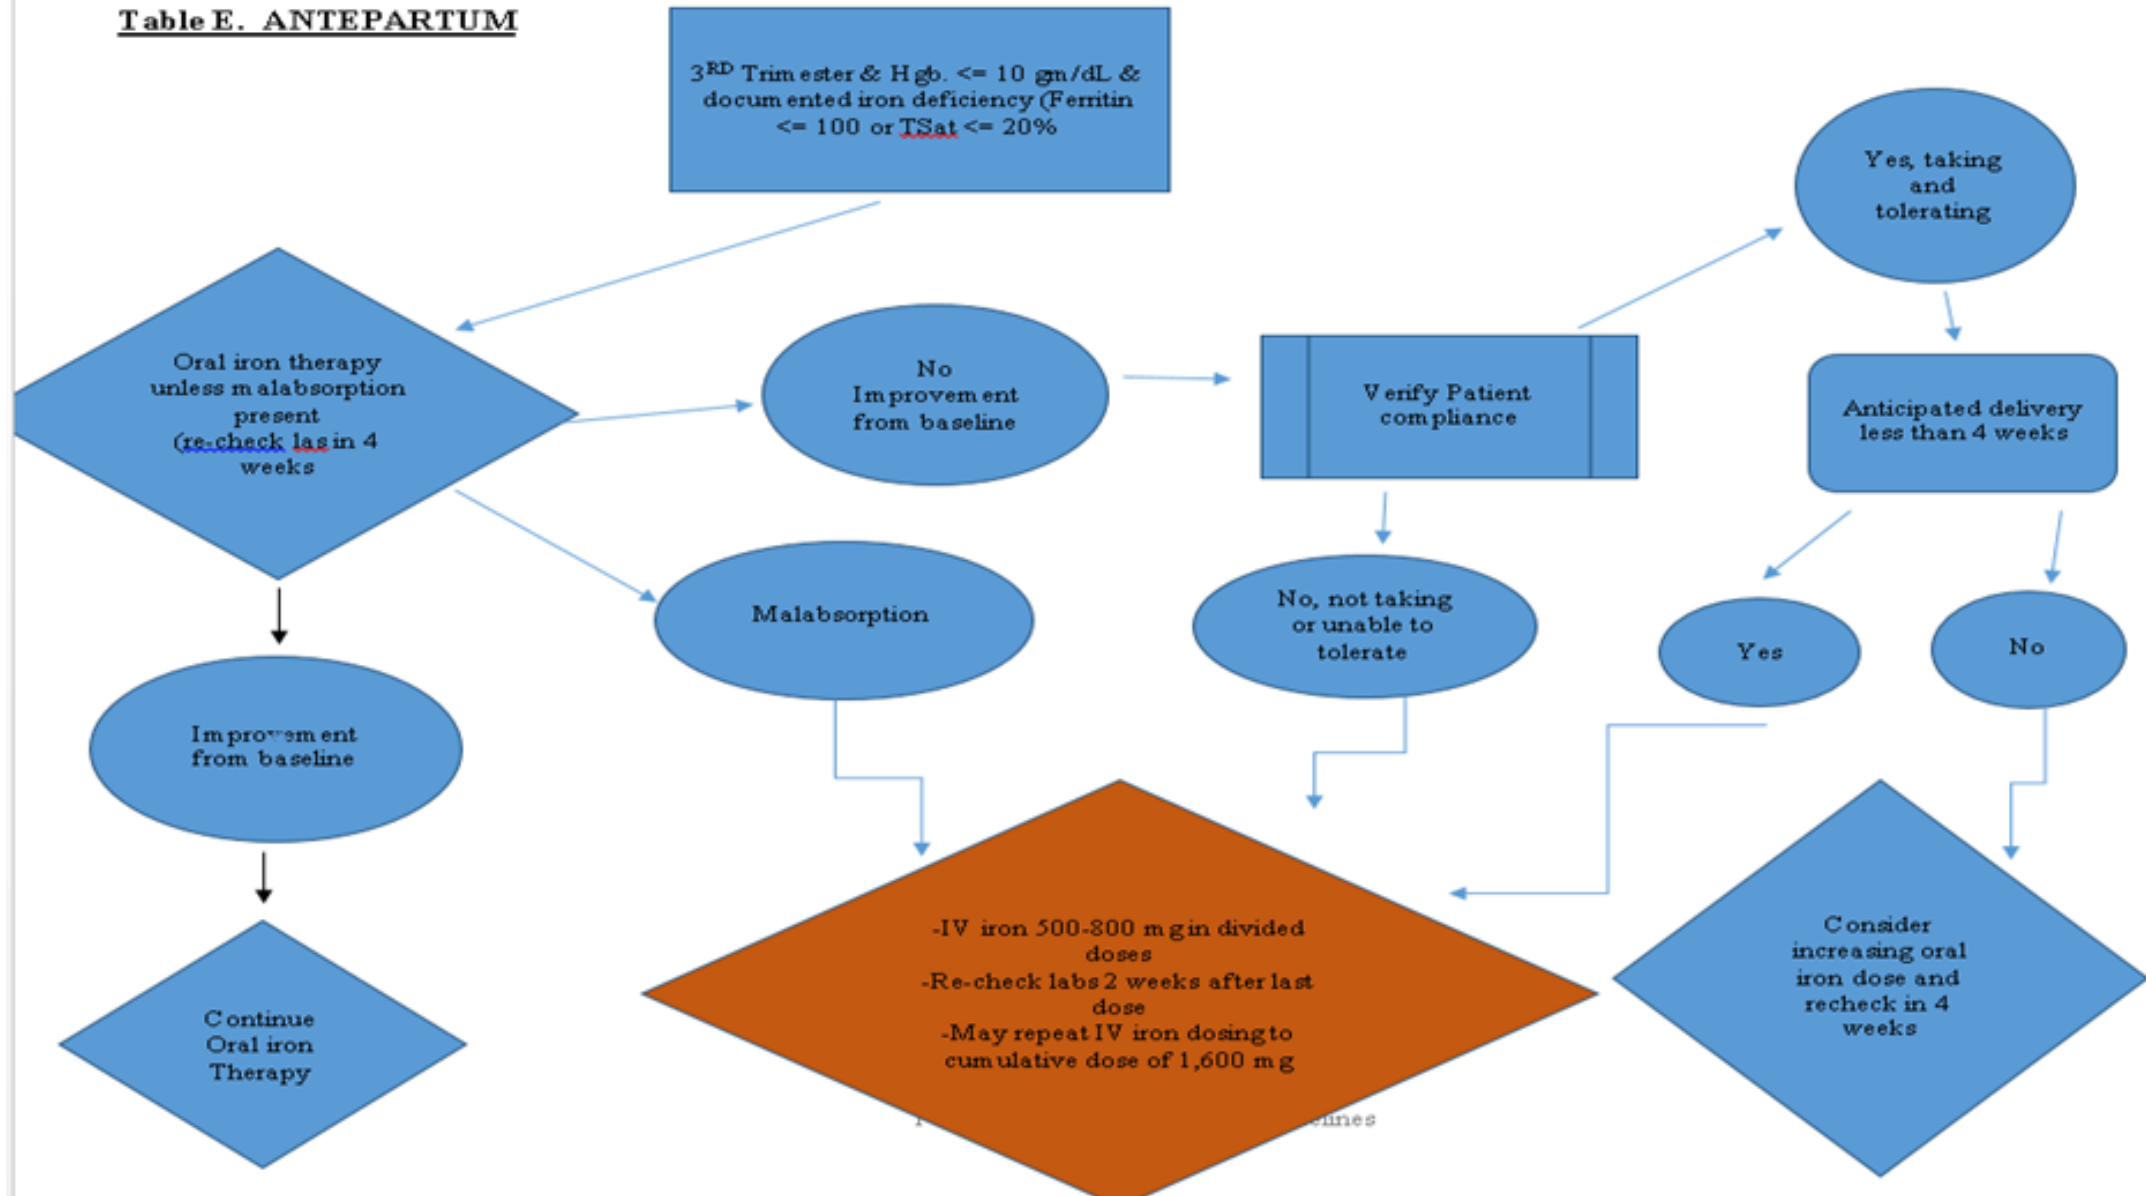 Table E. ANTEPARTUM
3RD Trimester & Hgb. <= 10 gm/dL &
documented iron deficiency (Ferritin
<= 100 or TSat <= 20%
Yes, taking
and
tolerating
Oral iron therapy
unless malabsorption
present
(re-check las in 4
weeks
No
Improvement
from baseline
Verify Patient
compliance
Anticipated delivery
less than 4 weeks
Malabsorption
No, not taking
or unable to
tolerate
Yes
No
Improvement
from baseline
-IV iron 500-800 mg in divided
doses
-Re-check labs 2 weeks after last
dose
-May repeat IV iron dosing to
cumulative dose of 1,600 mg
Consider
increasing oral
iron dose and
recheck in 4
weeks
Continue
Oral iron
Therapy